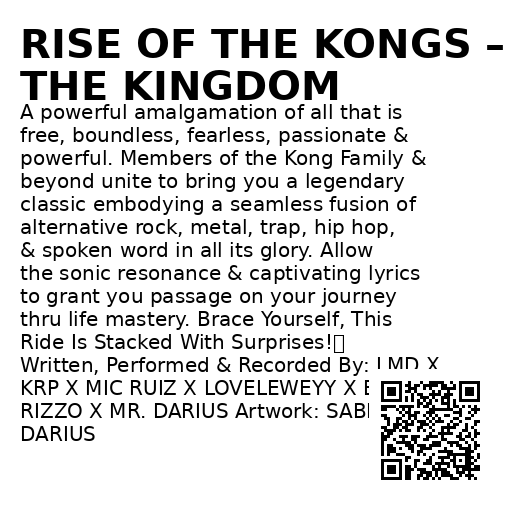 RISE OF THE KONGS –
THE KINGDOM
A powerful amalgamation of all that is
free, boundless, fearless, passionate &
powerful. Members of the Kong Family &
beyond unite to bring you a legendary
classic embodying a seamless fusion of
alternative rock, metal, trap, hip hop,
& spoken word in all its glory. Allow
the sonic resonance & captivating lyrics
to grant you passage on your journey
thru life mastery. Brace Yourself, This
Ride Is Stacked With Surprises!
Written, Performed & Recorded By: LMD X
KRP X MIC RUIZ X LOVELEWEYY X
RIZZO X MR. DARIUS Artwork:
DARIUS